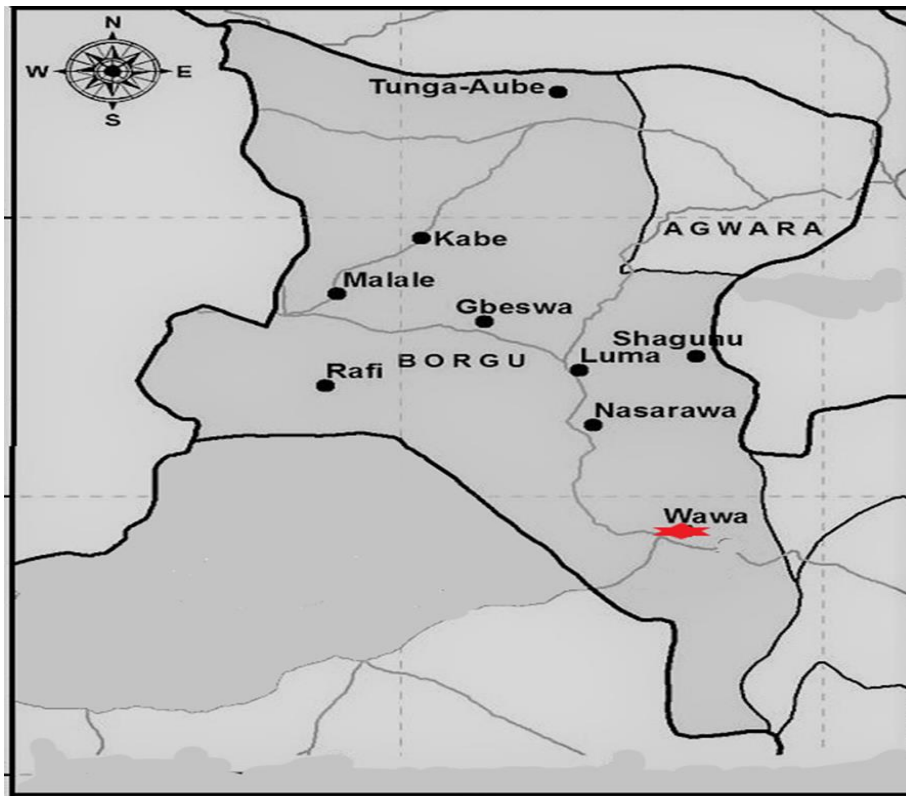 N
W E
S
Tunga-Aube
AGWARA
Kabe
Malale
Gbeswa
Shagunu
Luma
BORGU
Rafi
Nasarawa
Wawa